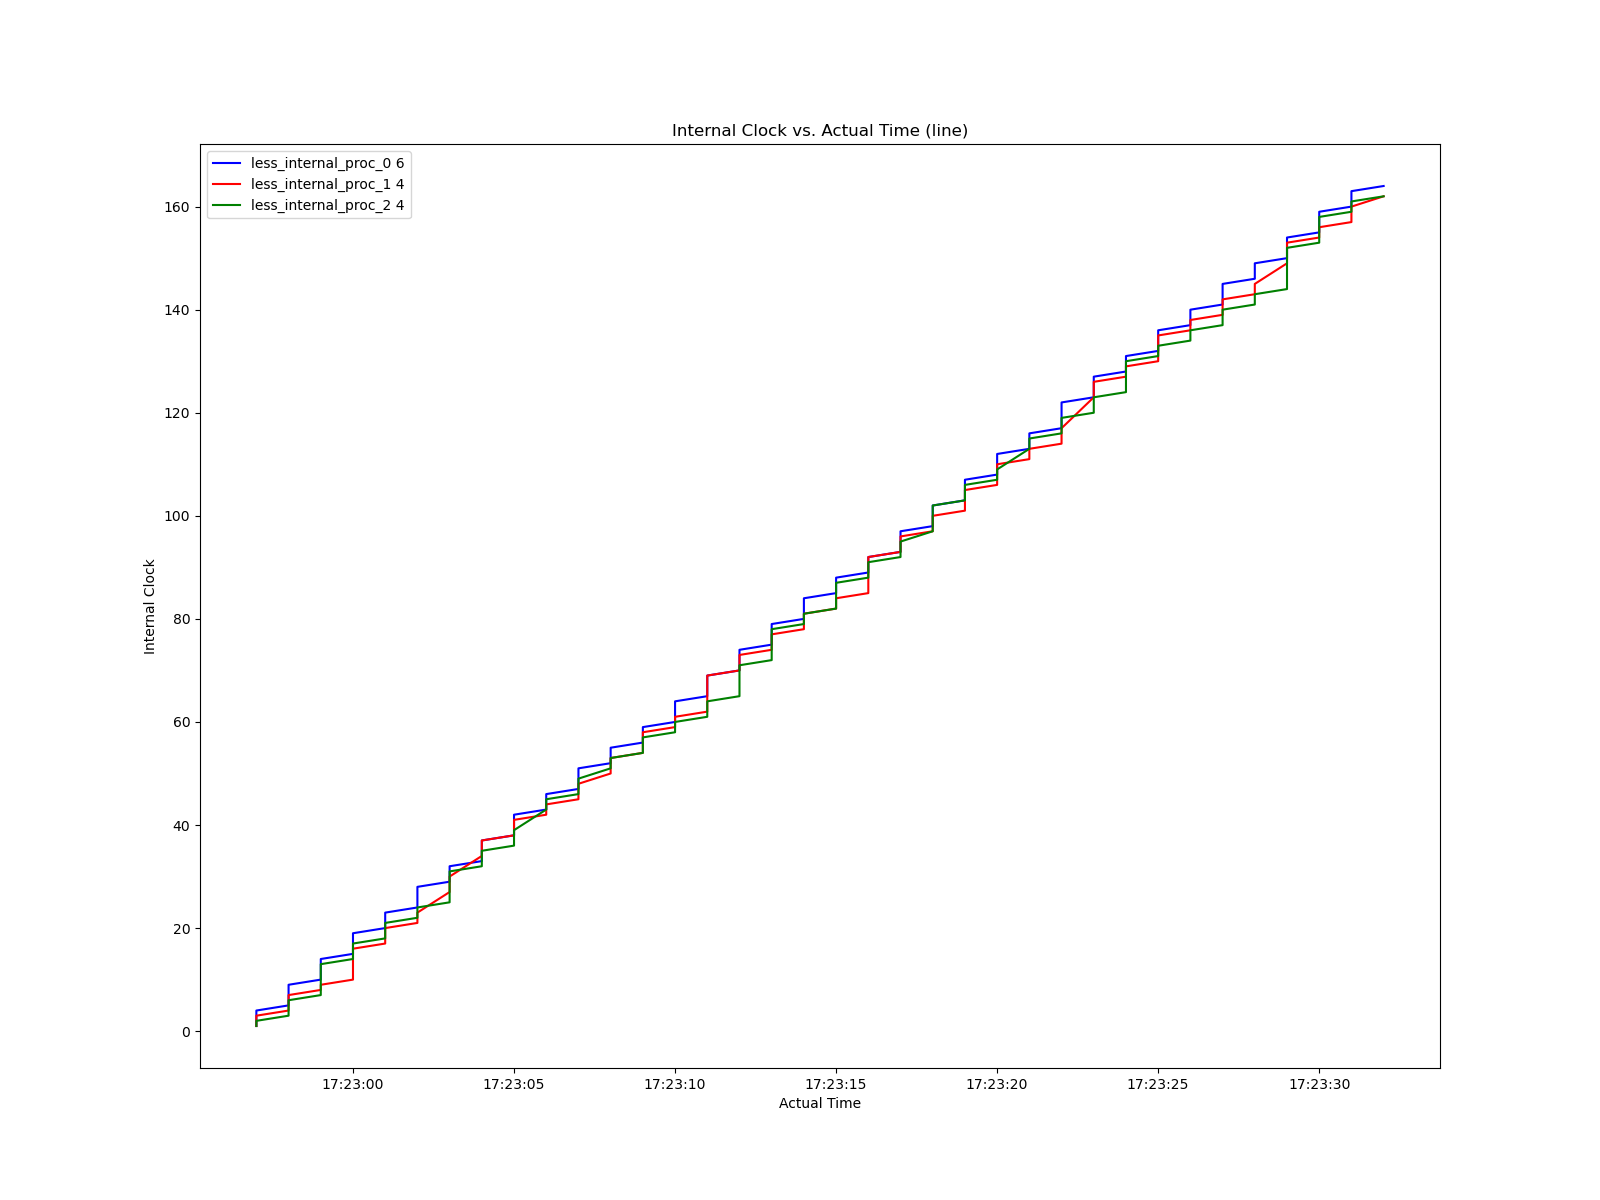 Internal Clock vs. Actual Time (line)
less_internal_proc_0 6
less_internal_proc_1 4
less_internal_proc_2 4
160
140
120
100
80
60
40
20
0
Internal Clock
17:23:00 17:23:05 17:23:10 17:23:15 17:23:20 17:23:25 17:23:30
Actual Time